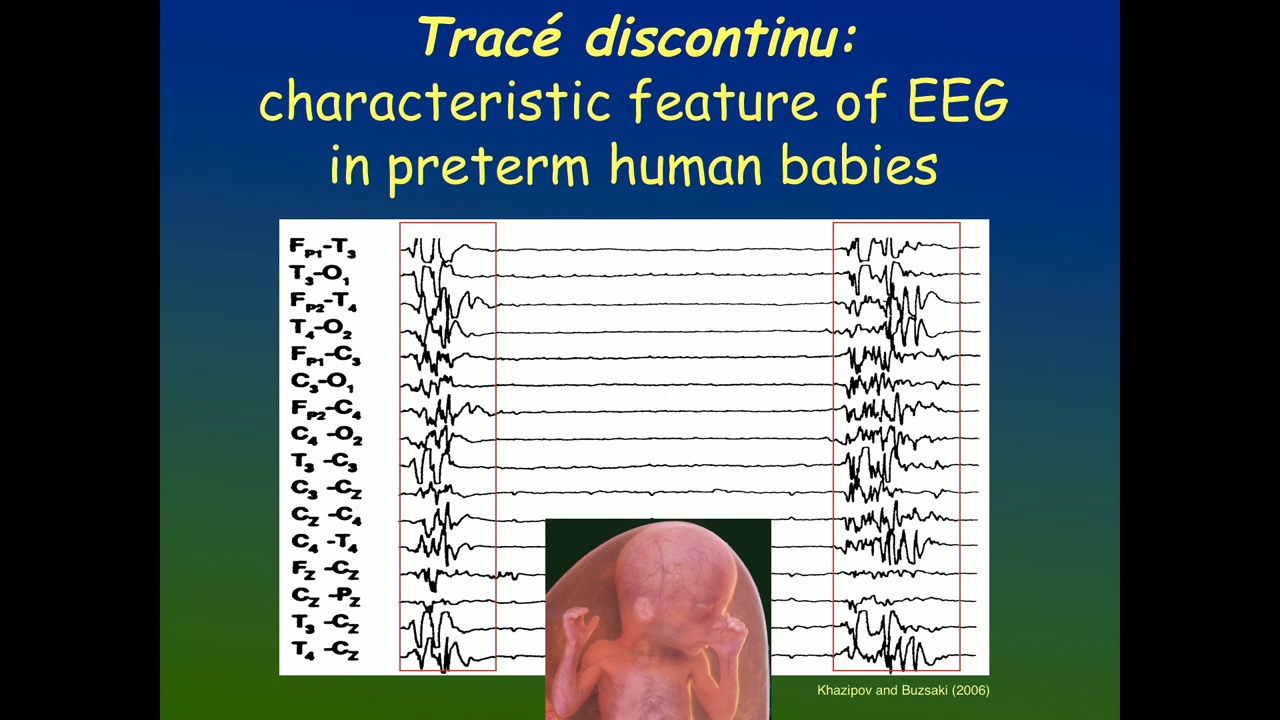 Tracé discontinu:
characteristic feature of EEG
in preterm human babies
FP1-T3
T3-O1
FP2-T4
T4-O2
FP1-C3
C3-O1
FP2-C4
C4 -O2
T3 -C3
C3 -CZ
CZ -C4
C4 -T4
FZ -CZ
CZ -PZ
T3 -CZ
T4 -CZ
Khazipov and Buzsaki (2006)